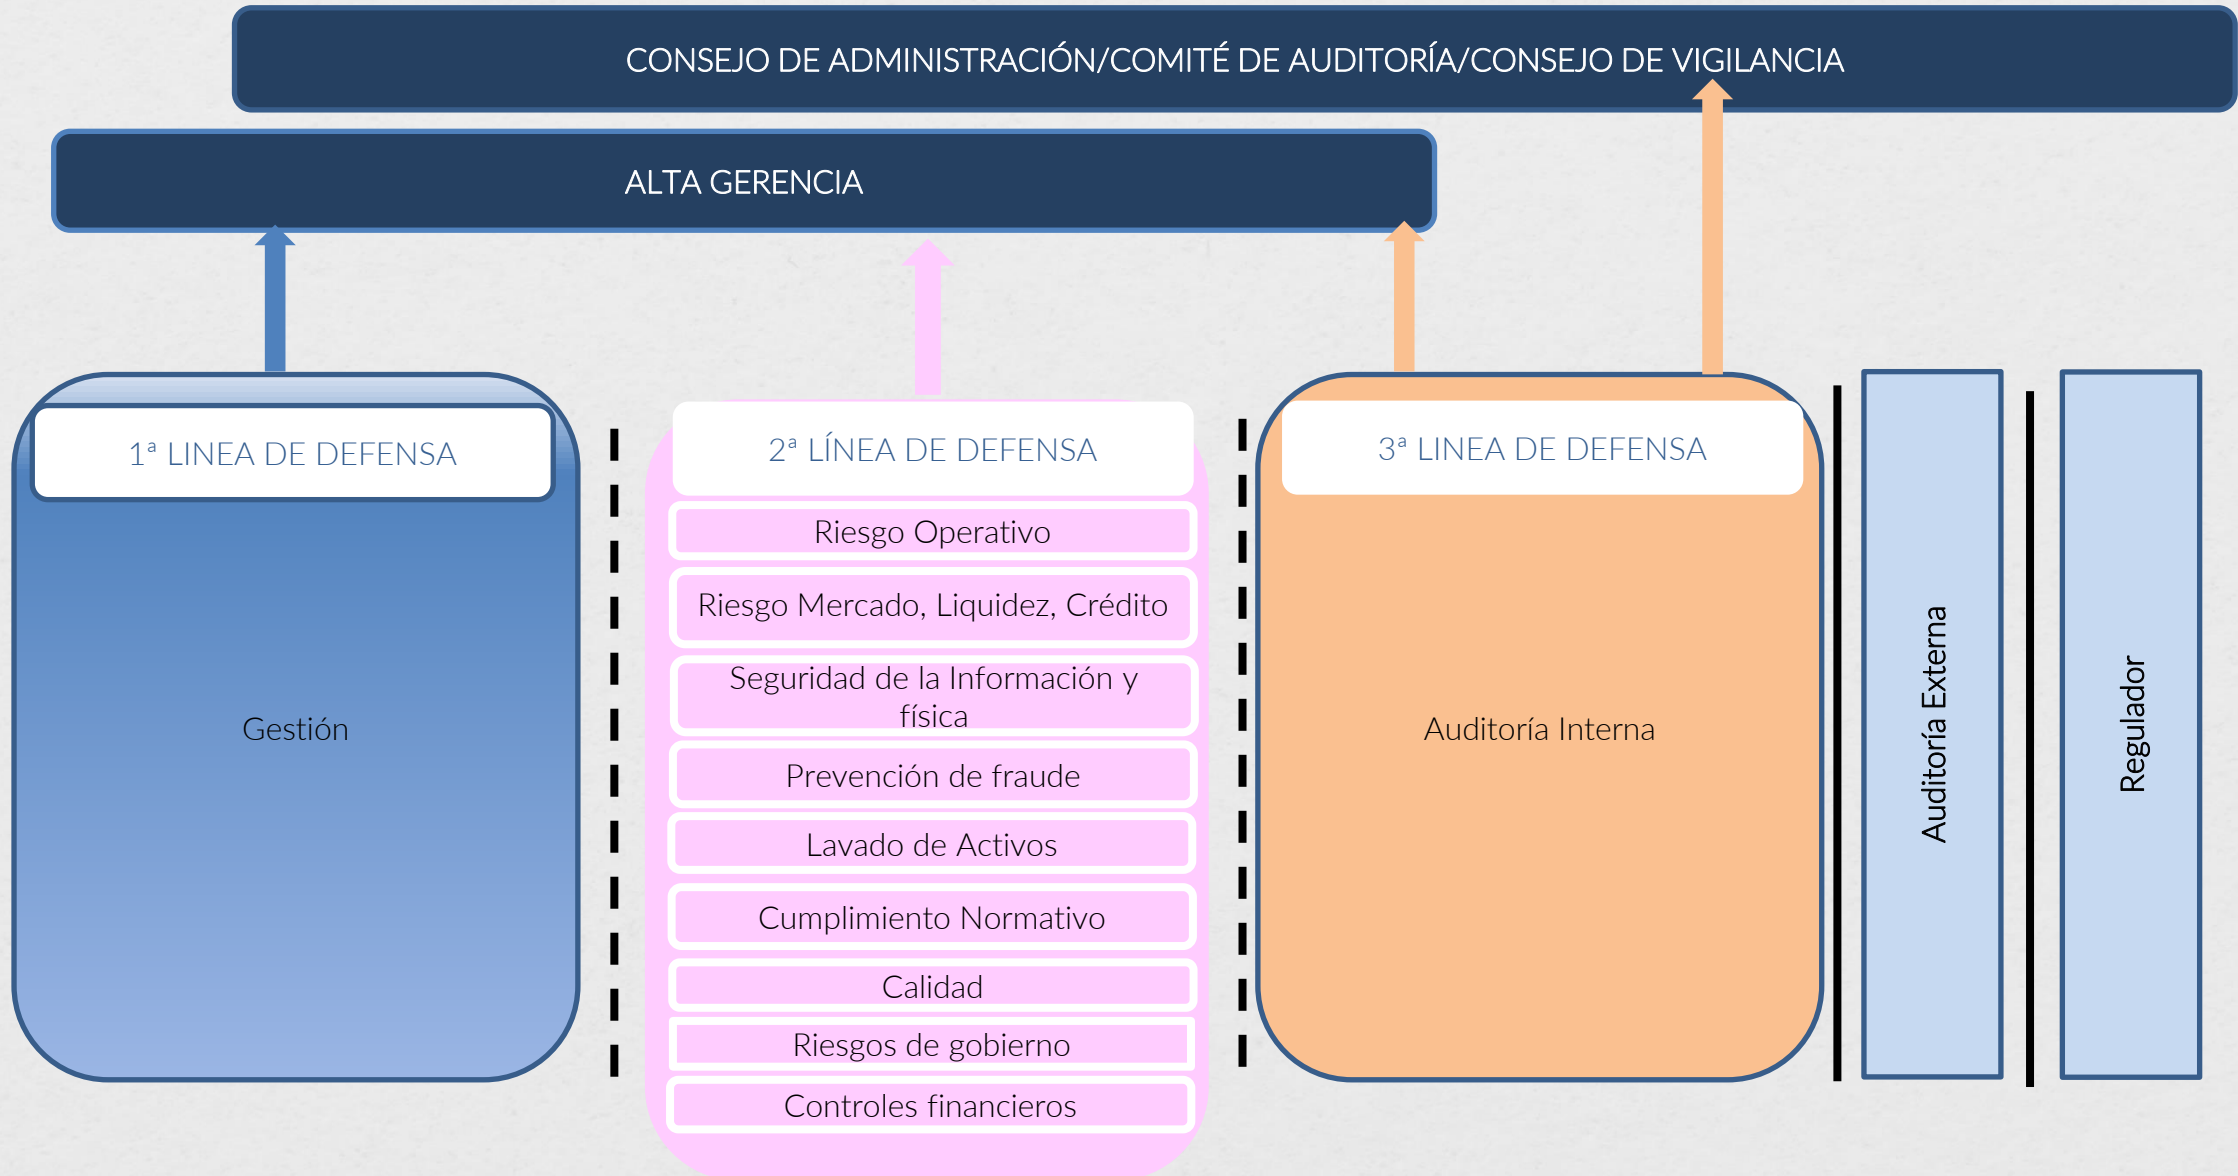 CONSEJO DE ADMINISTRACIÓN/COMITÉ DE AUDITORÍA/CONSEJO DE VIGILANCIA
ALTA GERENCIA
1ª LINEA DE DEFENSA
Gestión
2ª LÍNEA DE DEFENSA
Riesgo Operativo
Riesgo Mercado, Liquidez, Crédito
Seguridad de la Información y
física
Prevención de fraude
Lavado de Activos
Cumplimiento Normativo
Calidad
Riesgos de gobierno
Controles financieros
3ª LINEA DE DEFENSA
Auditoría Interna
Auditoría Externa
Regulador